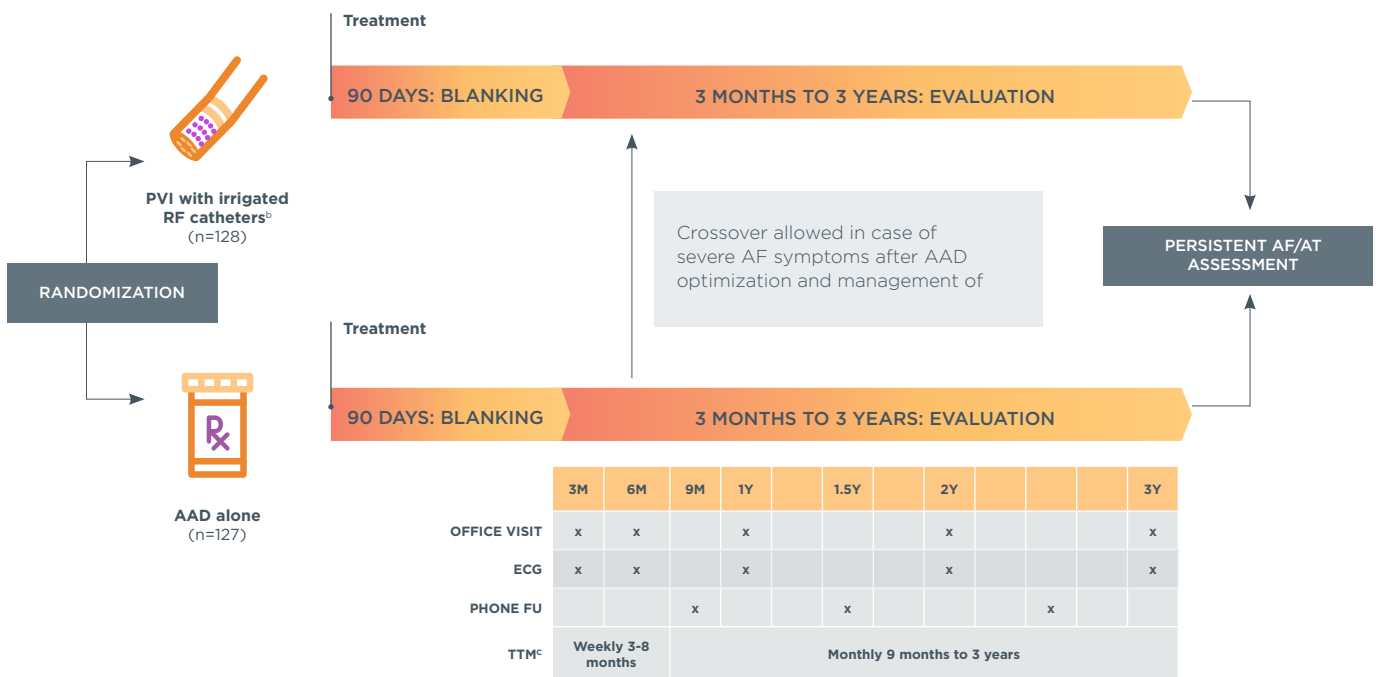 Treatment
90 DAYS: BLANKING
3 MONTHS TO 3 YEARS: EVALUATION
PVI with irrigated
RF cathetersᵇ
(n=128)
RANDOMIZATION
Crossover allowed in case of
severe AF symptoms after AAD
optimization and management of
PERSISTENT AF/AT
ASSESSMENT
Treatment
90 DAYS: BLANKING
3 MONTHS TO 3 YEARS: EVALUATION
Rx
AAD alone
(n=127)
3M 6M 9M 1Y 1.5Y 2Y 3Y
OFFICE VISIT x x x x x
ECG x x x x x
PHONE FU x x x
TTMᶜ
Weekly 3-8
months
Monthly 9 months to 3 years